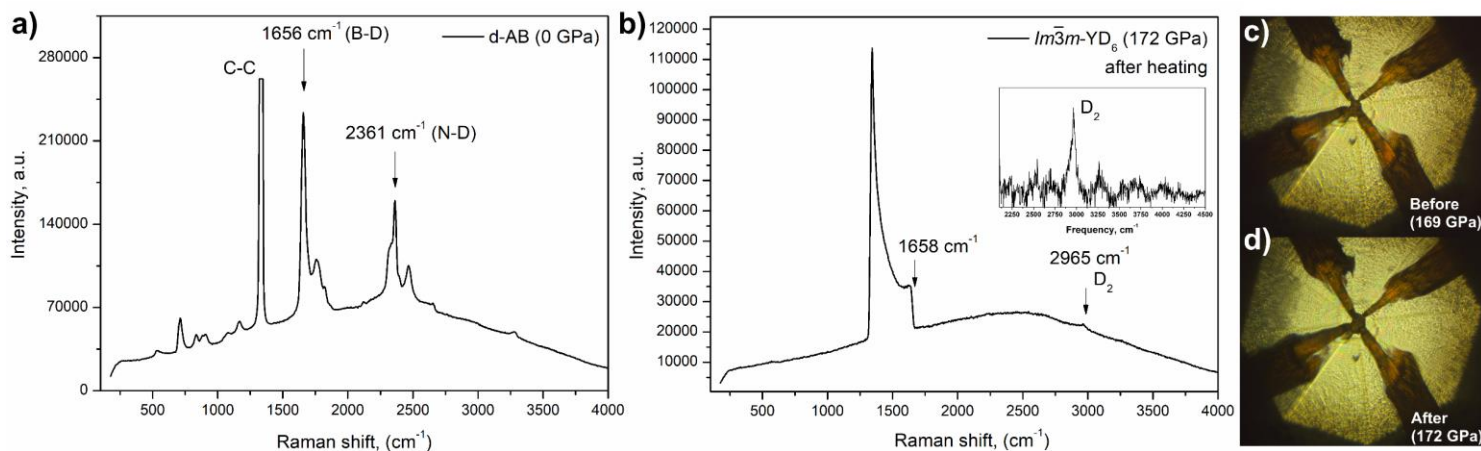 a)
1656 cm⁻¹ (B-D)
d-AB (0 GPa)
C-C
2361 cm⁻¹ (N-D)
280000
210000
140000
70000
0
Intensity, a.u.
500 1000 1500 2000 2500 3000 3500 4000
Raman shift, (cm⁻¹)
b)
Im3̅m-YD₆ (172 GPa)
after heating
D₂
2250 2500 2750 3000 3250 3500 3750 4000 4250 4500
Frequency, cm⁻¹
1658 cm⁻¹
2965 cm⁻¹
D₂
120000
110000
100000
90000
80000
70000
60000
50000
40000
30000
20000
10000
0
Intensity, a.u.
500 1000 1500 2000 2500 3000 3500 4000
Raman shift (cm⁻¹)
c)
Before
(169 GPa)
d)
After
(172 GPa)